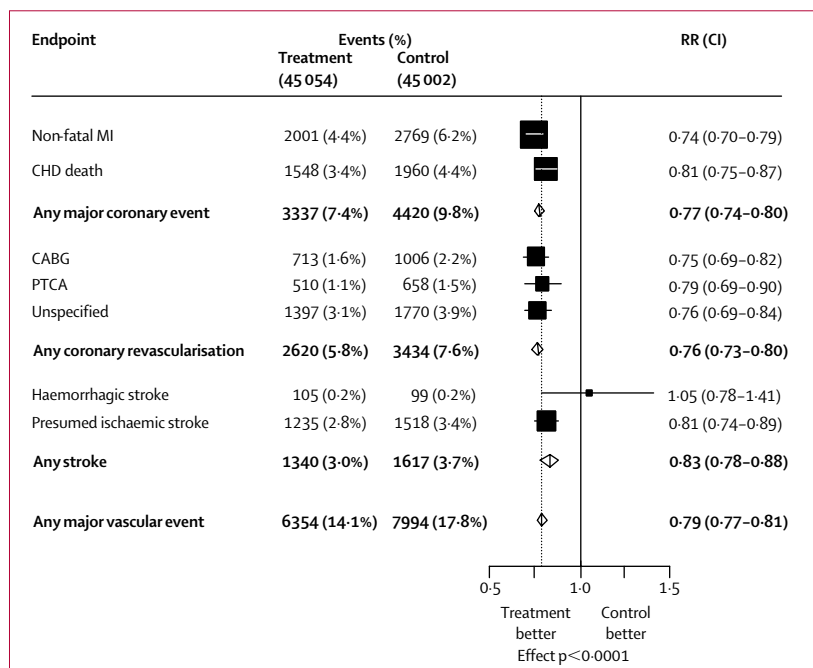 Endpoint Events (%) RR (CI)
Treatment Control
(45 054) (45 002)
Non-fatal MI 2001 (4·4%) 2769 (6·2%) 0·74 (0·70–0·79)
CHD death 1548 (3·4%) 1960 (4·4%) 0·81 (0·75–0·87)
Any major coronary event 3337 (7·4%) 4420 (9·8%) 0·77 (0·74–0·80)
CABG 713 (1·6%) 1006 (2·2%) 0·75 (0·69–0·82)
PTCA 510 (1·1%) 658 (1·5%) 0·79 (0·69–0·90)
Unspecified 1397 (3·1%) 1770 (3·9%) 0·76 (0·69–0·84)
Any coronary revascularisation 2620 (5·8%) 3434 (7·6%) 0·76 (0·73–0·80)
Haemorrhagic stroke 105 (0·2%) 99 (0·2%) 1·05 (0·78–1·41)
Presumed ischaemic stroke 1235 (2·8%) 1518 (3·4%) 0·81 (0·74–0·89)
Any stroke 1340 (3·0%) 1617 (3·7%) 0·83 (0·78–0·88)
Any major vascular event 6354 (14·1%) 7994 (17·8%) 0·79 (0·77–0·81)
0·5 1·0 1·5
Treatment Control
better better
Effect p<0·0001